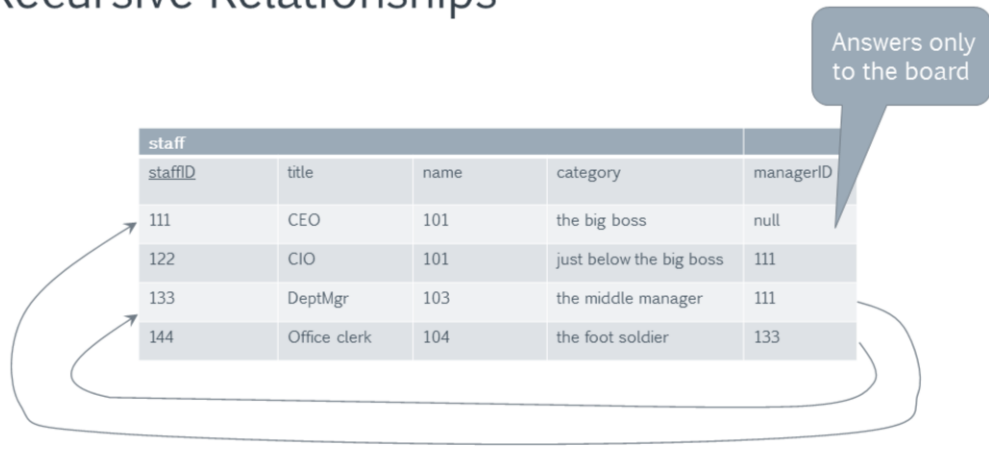 Recursive Relationships
Answers only
to the board
staff
staffID title name category managerID
111 CEO 101 the big boss null
122 CIO 101 just below the big boss 111
133 DeptMgr 103 the middle manager 111
144 Office clerk 104 the foot soldier 133